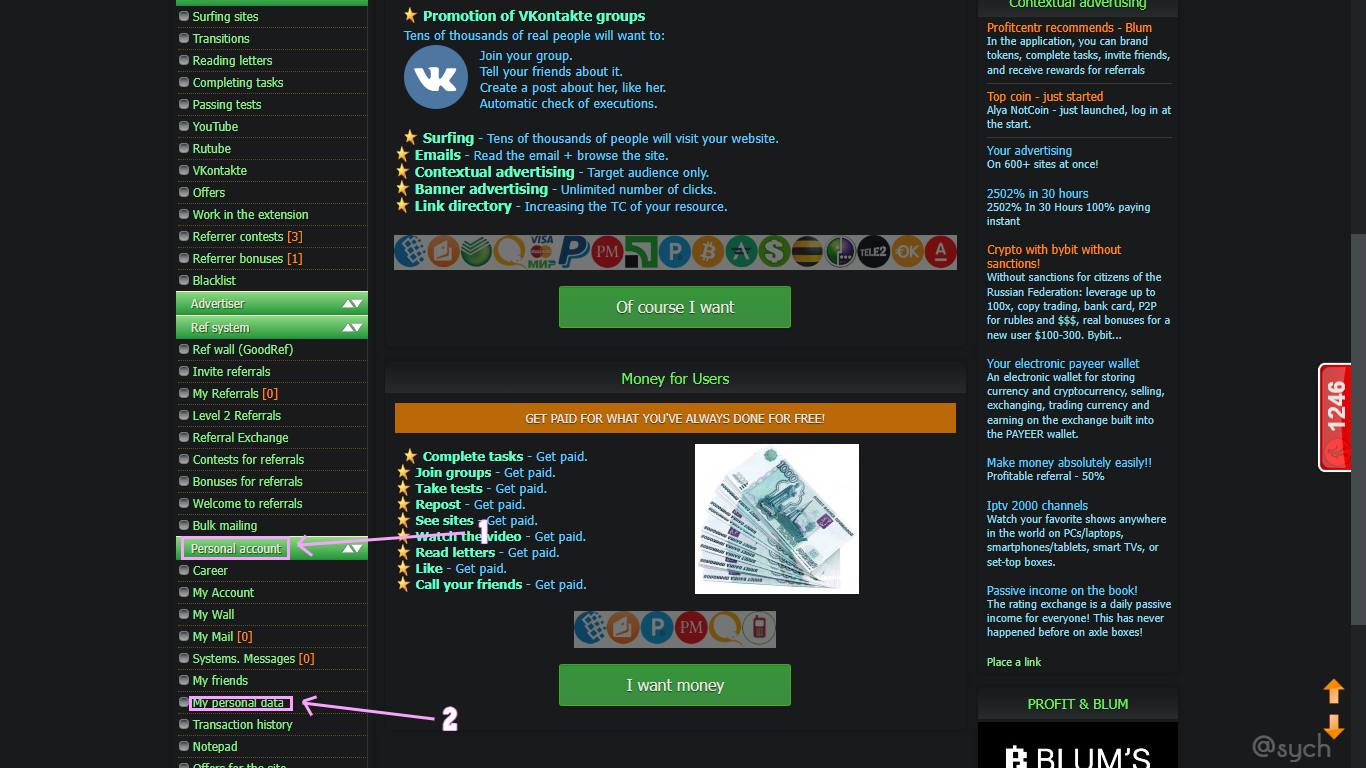 Surfing sites
Transitions
Reading letters
Completing tasks
Passing tests
YouTube
Rutube
VKontakte
Offers
Work in the extension
Referrer contests [3]
Referrer bonuses [1]
Blacklist
Advertiser
Ref system
Ref wall (GoodRef)
Invite referrals
My Referrals [0]
Level 2 Referrals
Referral Exchange
Contests for referrals
Bonuses for referrals
Welcome to referrals
Bulk mailing
Personal account
1
Career
My Account
My Wall
My Mail [0]
Systems. Messages [0]
My friends
My personal data
2
Transaction history
Notepad
Offers for the site
Promotion of VKontakte groups
Tens of thousands of real people will want to:
Join your group.
Tell your friends about it.
Create a post about her, like her.
Automatic check of executions.
Surfing - Tens of thousands of people will visit your website.
Emails - Read the email + browse the site.
Contextual advertising - Target audience only.
Banner advertising - Unlimited number of clicks.
Link directory - Increasing the TC of your resource.
VISA
МИР
PM
TELE2
Of course I want
Money for Users
GET PAID FOR WHAT YOU'VE ALWAYS DONE FOR FREE!
Complete tasks - Get paid.
Join groups - Get paid.
Take tests - Get paid.
Repost - Get paid.
See sites - Get paid.
Watch the video - Get paid.
Read letters - Get paid.
Like - Get paid.
Call your friends - Get paid.
1000
PM
I want money
Contextual advertising
Profitcentr recommends - Blum
In the application, you can brand
tokens, complete tasks, invite friends,
and receive rewards for referrals
Top coin - just started
Alya NotCoin - just launched, log in at
the start.
Your advertising
On 600+ sites at once!
2502% in 30 hours
2502% In 30 Hours 100% paying
instant
Crypto with bybit without
sanctions!
Without sanctions for citizens of the
Russian Federation: leverage up to
100x, copy trading, bank card, P2P
for rubles and $$$, real bonuses for a
new user $100-300. Bybit...
Your electronic payeer wallet
An electronic wallet for storing
currency and cryptocurrency, selling,
exchanging, trading currency and
earning on the exchange built into
the PAYEER wallet.
Make money absolutely easily!!
Profitable referral - 50%
Iptv 2000 channels
Watch your favorite shows anywhere
in the world on PCs/laptops,
smartphones/tablets, smart TVs, or
set-top boxes.
Passive income on the book!
The rating exchange is a daily passive
income for everyone! This has never
happened before on axle boxes!
Place a link
PROFIT & BLUM
BLUM'S
1246
@sych